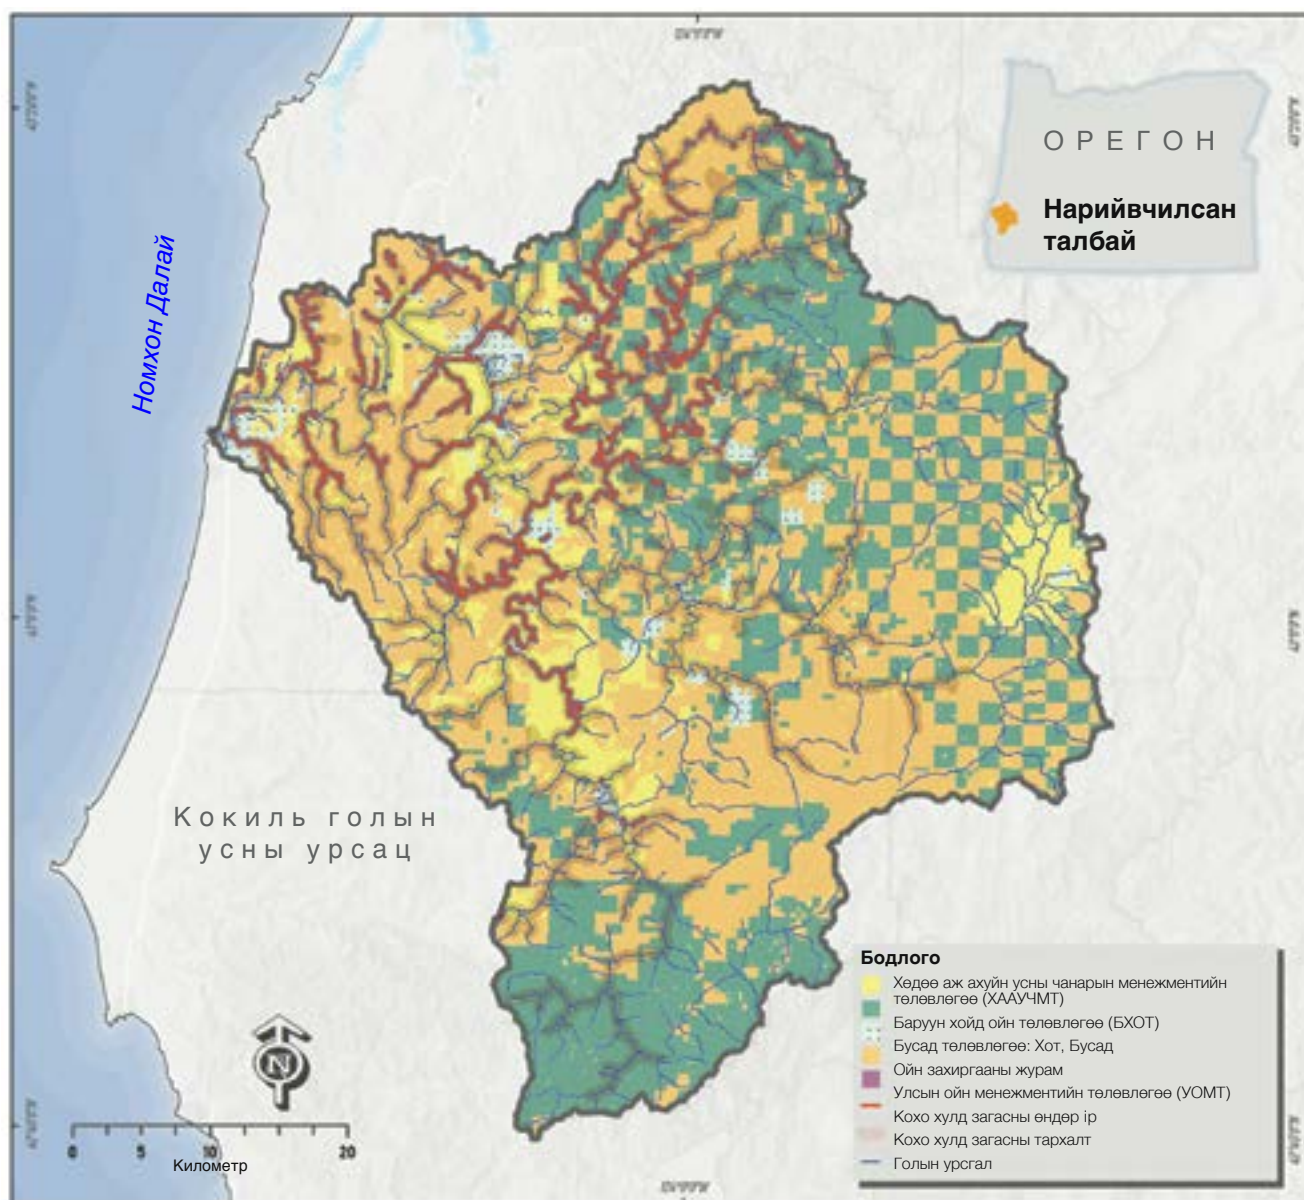 ОРЕГОН
Нарийвчилсан
талбай
Номхон Далай
Кокиль голын
усны урсац
Бодлого
Хөдөө аж ахуйн усны чанарын менежментийн
төлөвлөгөө (ХААУЧМТ)
Баруун хойд ойн төлөвлөгөө (БХОТ)
Бусад төлөвлөгөө: Хот, Бусад
Ойн захиргааны журам
Улсын ойн менежментийн төлөвлөгөө (УОМТ)
Кохо хулд загасны өндөр ір
Кохо хулд загасны тархалт
Голын урсгал
N
0 5 10 20
Километр